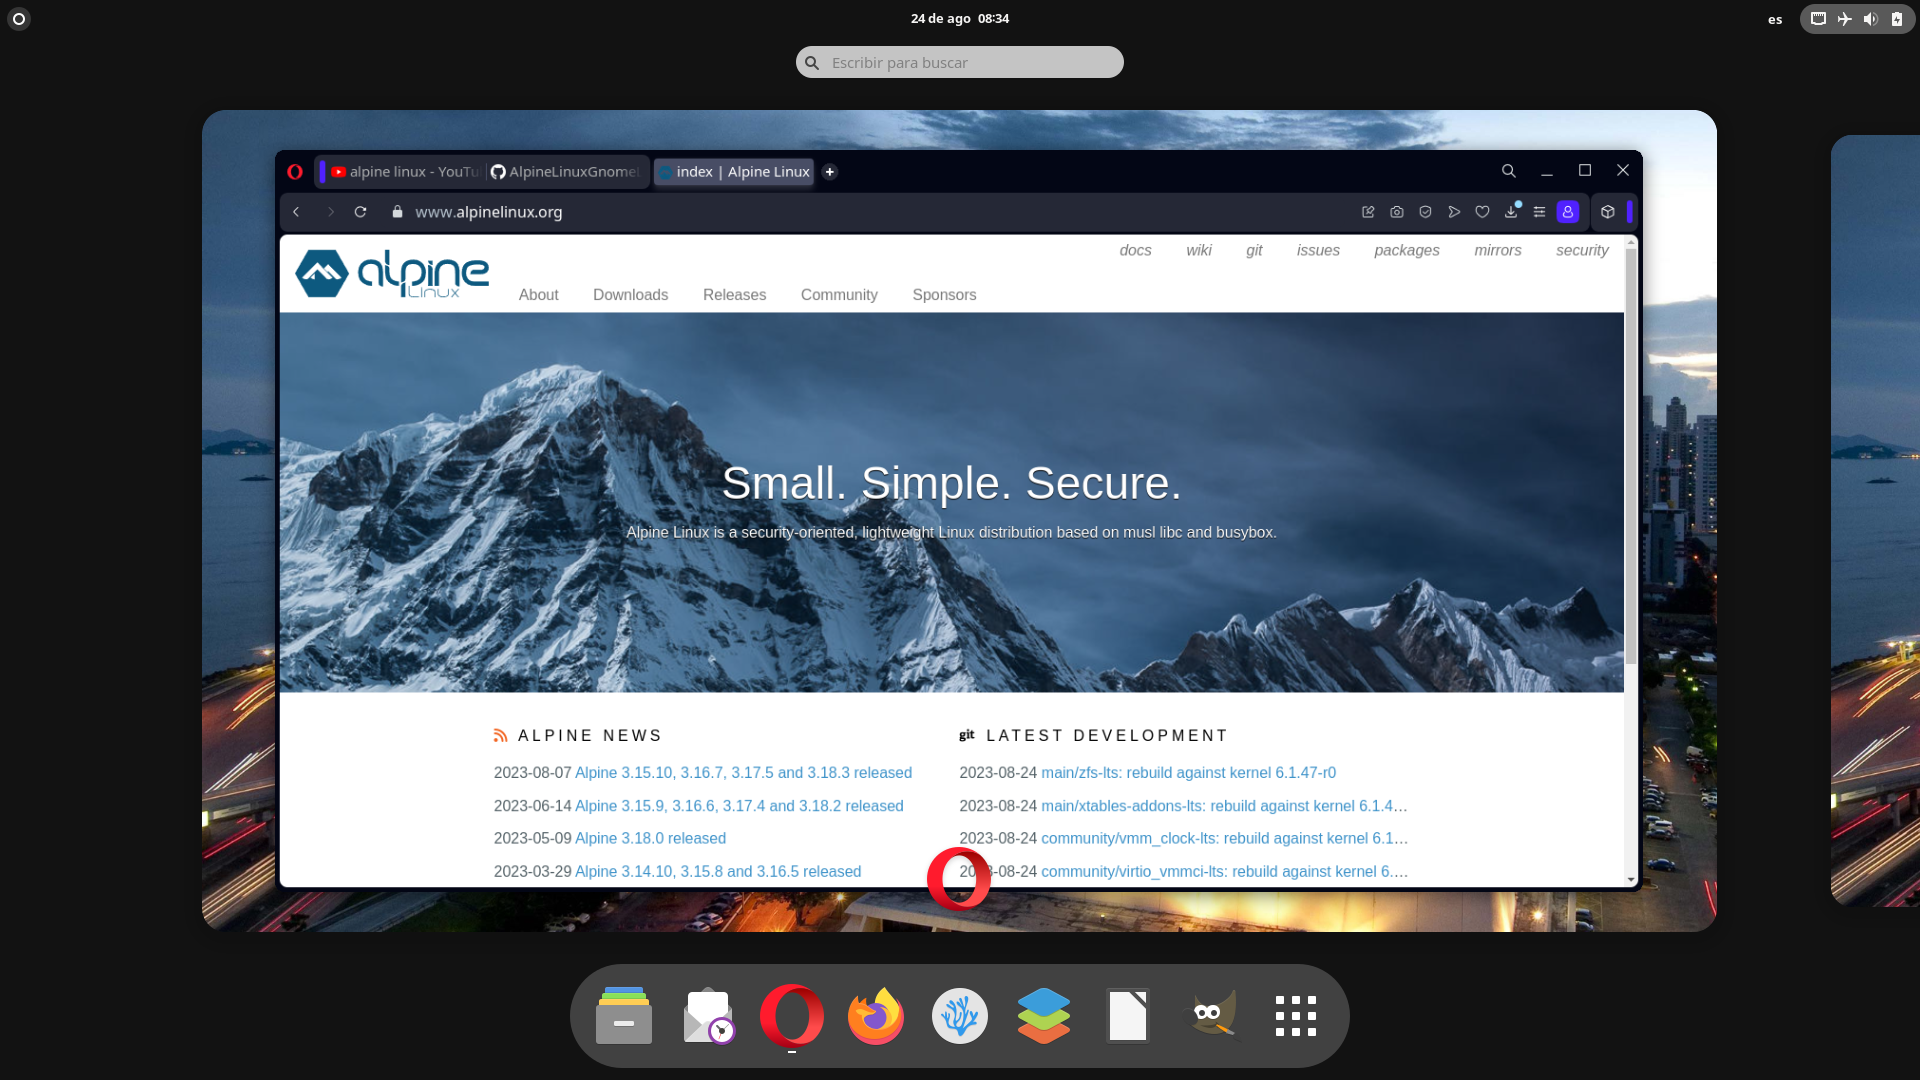 24 de ago 08:34
es
Escribir para buscar
alpine linux - YouTu
AlpineLinuxGnome
index | Alpine Linux
www.alpinelinux.org
docs wiki git issues packages mirrors security
alpine
Linux
About Downloads Releases Community Sponsors
Small. Simple. Secure.
Alpine Linux is a security-oriented, lightweight Linux distribution based on musl libc and busybox.
ALPINE NEWS
2023-08-07 Alpine 3.15.10, 3.16.7, 3.17.5 and 3.18.3 released
2023-06-14 Alpine 3.15.9, 3.16.6, 3.17.4 and 3.18.2 released
2023-05-09 Alpine 3.18.0 released
2023-03-29 Alpine 3.14.10, 3.15.8 and 3.16.5 released
git LATEST DEVELOPMENT
2023-08-24 main/zfs-lts: rebuild against kernel 6.1.47-r0
2023-08-24 main/xtables-addons-lts: rebuild against kernel 6.1.4…
2023-08-24 community/vmm_clock-lts: rebuild against kernel 6.1…
2023-08-24 community/virtio_vmmci-lts: rebuild against kernel 6.…